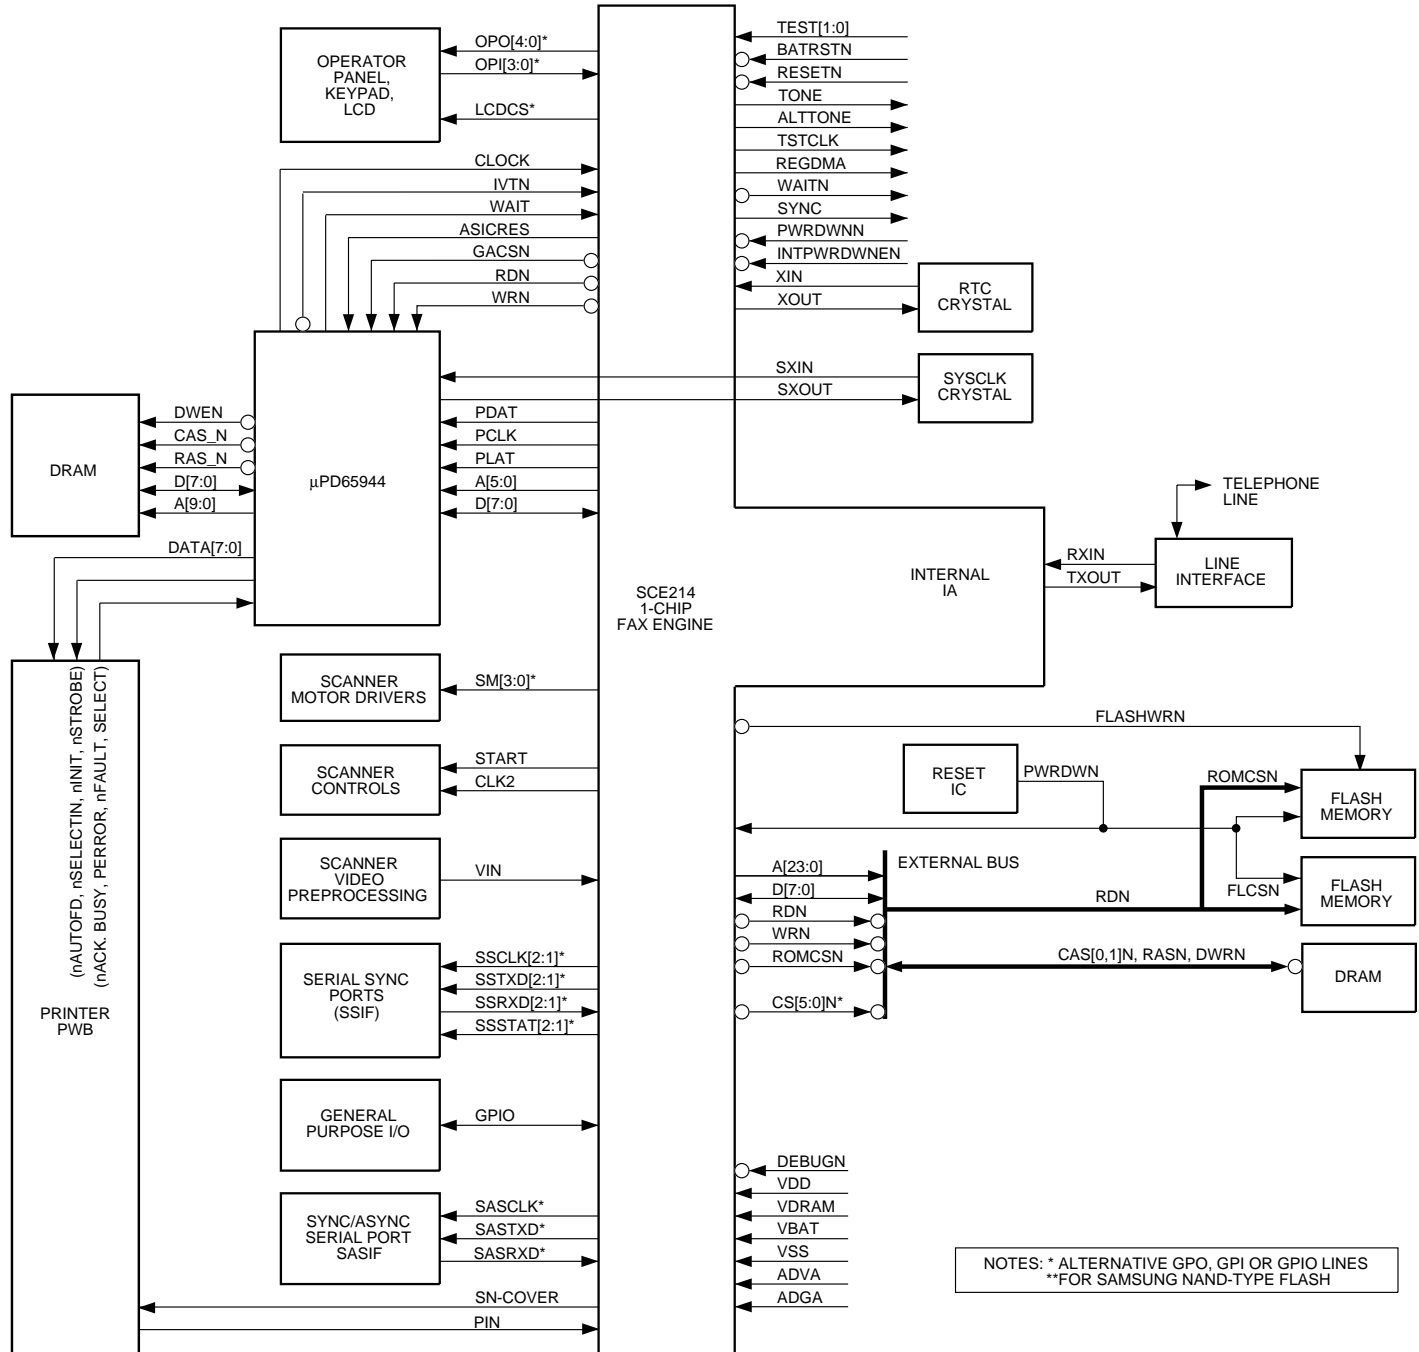 OPERATOR
PANEL,
KEYPAD,
LCD
OPO[4:0]*
OPI[3:0]*
LCDCS*
CLOCK
IVTN
WAIT
ASICRES
GACSN
RDN
WRN
TEST[1:0]
BATRSTN
RESETN
TONE
ALTTONE
TSTCLK
REGDMA
WAITN
SYNC
PWRDWNN
INTPWRDWNEN
XIN
XOUT
RTC
CRYSTAL
SXIN
SXOUT
SYSCLK
CRYSTAL
DRAM
DWEN
CAS_N
RAS_N
D[7:0]
A[9:0]
µPD65944
PDAT
PCLK
PLAT
A[5:0]
D[7:0]
DATA[7:0]
SCE214
1-CHIP
FAX ENGINE
INTERNAL
IA
RXIN
TXOUT
LINE
INTERFACE
TELEPHONE
LINE
(nAUTOFD, nSELECTIN, nINIT, nSTROBE)
(nACK. BUSY, PERROR, nFAULT, SELECT)
PRINTER
PWB
SCANNER
MOTOR DRIVERS
SM[3:0]*
SCANNER
CONTROLS
START
CLK2
SCANNER
VIDEO
PREPROCESSING
VIN
SERIAL SYNC
PORTS
(SSIF)
SSCLK[2:1]*
SSTXD[2:1]*
SSRXD[2:1]*
SSSTAT[2:1]*
GENERAL
PURPOSE I/O
GPIO
SYNC/ASYNC
SERIAL PORT
SASIF
SASCLK*
SASTXD*
SASRXD*
SN-COVER
PIN
FLASHWRN
RESET
IC
PWRDWN
ROMCSN
FLASH
MEMORY
FLASH
MEMORY
FLCSN
EXTERNAL BUS
RDN
A[23:0]
D[7:0]
RDN
WRN
ROMCSN
CS[5:0]N*
CAS[0,1]N, RASN, DWRN
DRAM
DEBUGN
VDD
VDRAM
VBAT
VSS
ADVA
ADGA
NOTES: * ALTERNATIVE GPO, GPI OR GPIO LINES
**FOR SAMSUNG NAND-TYPE FLASH